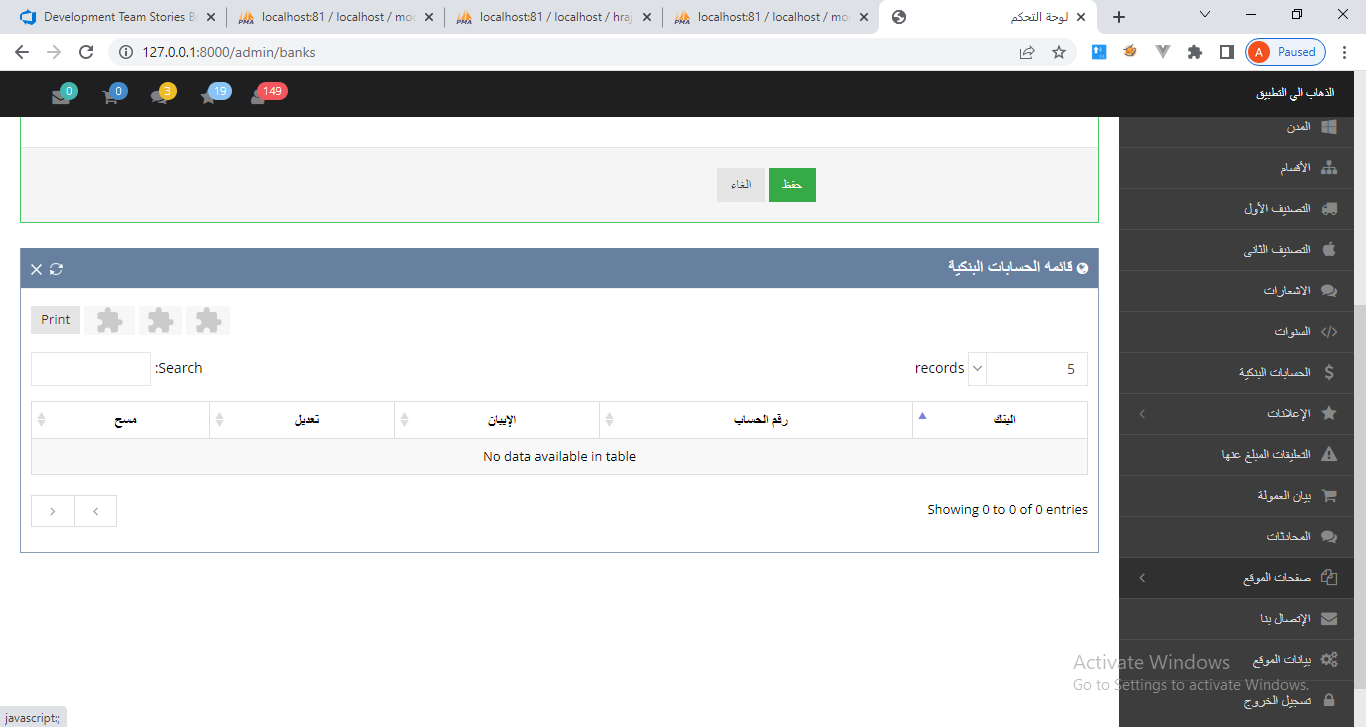 Development Team Stories B
localhost:81 / localhost / moc
localhost:81 / localhost / hraj
localhost:81 / localhost / mo
لوحة التحكم
127.0.0.1:8000/admin/banks
A Paused
0 0 3 19 149
الذهاب الي التطبيق
المدن
الأقسام
التصنيف الأول
التصنيف الثانى
الاشعارات
السنوات
الحسابات البنكية
الإعلانات
التعليقات المبلغ عنها
بيان العمولة
المحادثات
صفحات الموقع
الإتصال بنا
بيانات الموقع
تسجيل الخروج
حفظ الغاء
قائمه الحسابات البنكية
Print
5 records
Search:
البنك رقم الحساب الإيبان تعديل مسح
No data available in table
Showing 0 to 0 of 0 entries
Activate Windows
Go to Settings to activate Windows.
javascript:;